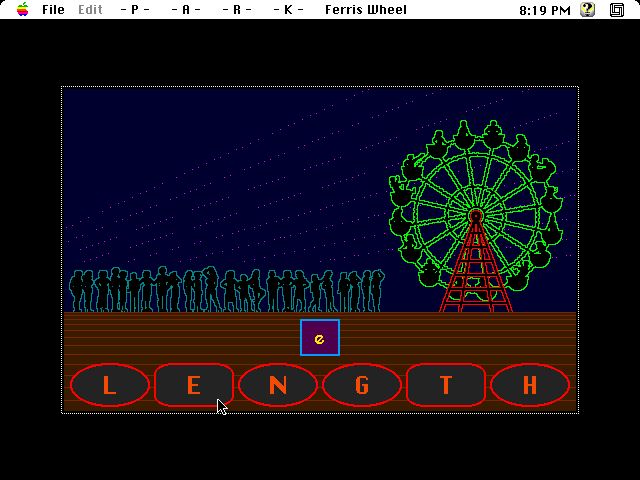 File Edit - P - - A - - R - - K - Ferris Wheel 8:19 PM
e
L E N G T H